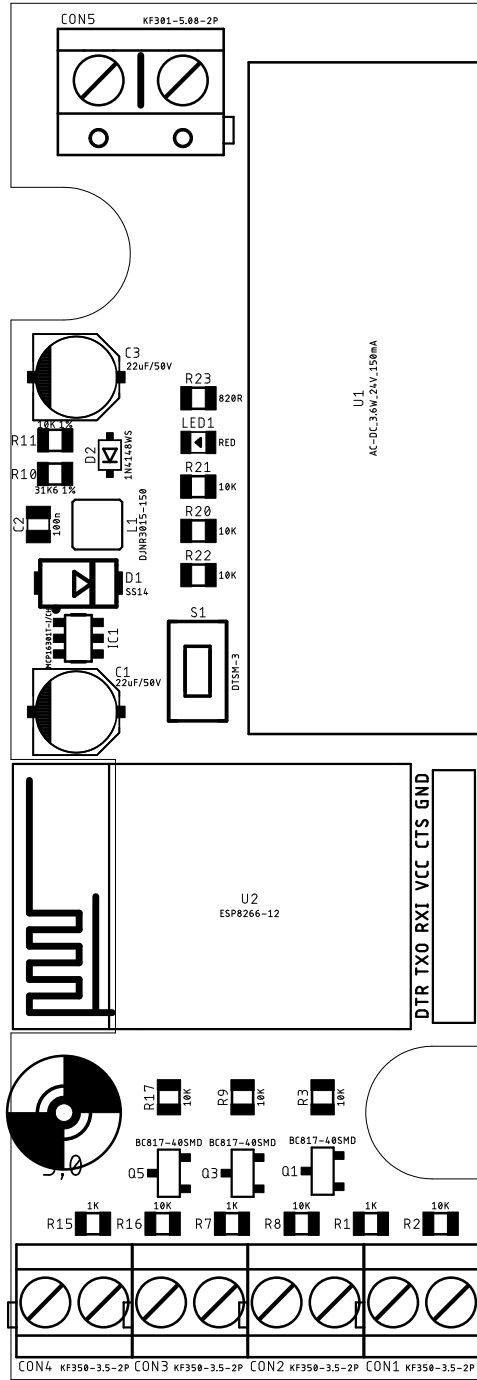 CON5
KF301-5.08-2P
C3
22uF/50V
R23
820R
10K 1%
R11
LED1
RED
D2
1N4148WS
R10
31K6 1%
R21
10K
C2
100n
L1
DJNR3015-150
R20
10K
D1
SS14
R22
10K
U1
AC-DC_3.6W_24V_150mA
MCP16301T-I/CH
IC1
S1
DTSM-3
C1
22uF/50V
U2
ESP8266-12
DTR TXO RXI VCC CTS GND
R17
10K
R9
10K
R3
10K
3,0
BC817-40SMD
BC817-40SMD
BC817-40SMD
Q5
Q3
Q1
1K
10K
1K
10K
1K
10K
R15
R16
R7
R8
R1
R2
CON4 KF350-3.5-2P
CON3 KF350-3.5-2P
CON2 KF350-3.5-2P
CON1 KF350-3.5-2P